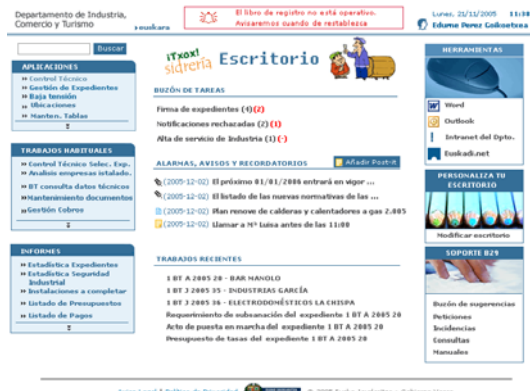 Departamento de Industria,
Comercio y Turismo
euskara
El libro de registro no está operativo.
Avisaremos cuando de restablezca
Lunes, 21/11/2005 11:38
Edurne Perez Goikoetxea
Buscar
APLICACIONES
Control Técnico
Gestión de Expedientes
Baja tensión
Ubicaciones
Manten. Tablas
TRABAJOS HABITUALES
Control Técnico Selec. Exp.
Analisis empresas istalado.
BT consulta datos técnicos
Mantenimiento documentos
Gestión Cobros
INFORMES
Estadística Expedientes
Estadística Seguridad
Industrial
Instalaciones a completar
Listado de Presupuestos
Listado de Pagos
¡Txox!
sidrería
Escritorio
BUZÓN DE TAREAS
Firma de expedientes (4)(2)
Notificaciones rechazadas (2)(1)
Alta de servicio de Industria (1)(-)
ALARMAS, AVISOS Y RECORDATORIOS
Añadir Post-it
(2005-12-02) El próximo 01/01/2006 entrará en vigor ...
(2005-12-02) El listado de las nuevas normativas de las ...
(2005-12-02) Plan renove de calderas y calentadores a gas 2.005
(2005-12-02) Llamar a Mª Luisa antes de las 11:00
TRABAJOS RECIENTES
1 BT A 2005 20 - BAR MANOLO
1 BT J 2005 35 - INDUSTRIAS GARCÍA
1 BT J 2005 36 - ELECTRODONÉSTICOS LA CHISPA
Requerimiento de subsanación del expediente 1 BT A 2005 20
Acto de puesta en marcha del expediente 1 BT A 2005 20
Presupuesto de tasas del expediente 1 BT A 2005 20
HERRAMIENTAS
Word
Outlook
Intranet del Dpto.
Euskadi.net
PERSONALIZA TU
ESCRITORIO
Modificar escritorio
SOPORTE B29
Buzón de sugerencias
Peticiones
Incidencias
Consultas
Manuales